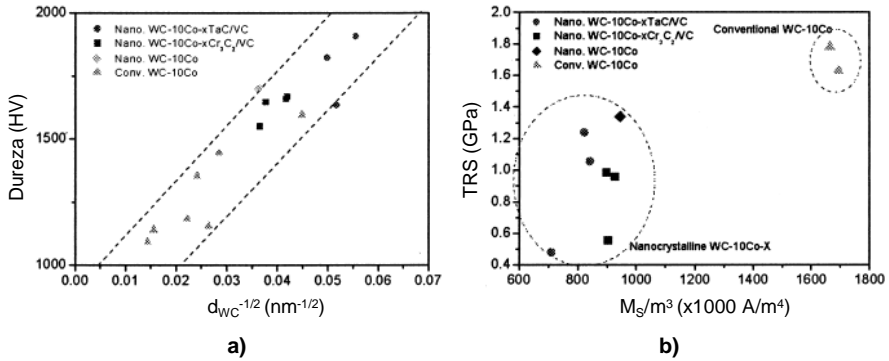 a)
2000
1500
1000
Dureza (HV)
Nano. WC-10Co-xTaC/VC
Nano. WC-10Co-xCr3C2/VC
Nano. WC-10Co
Conv. WC-10Co
0.00 0.01 0.02 0.03 0.04 0.05 0.06 0.07
dWC-1/2 (nm-1/2)
a)
b)
2.0
1.8
1.6
1.4
1.2
1.0
0.8
0.6
0.4
TRS (GPa)
Nano. WC-10Co-xTaC/VC
Nano. WC-10Co-xCr3C2/VC
Nano. WC-10Co
Conv. WC-10Co
Conventional WC-10Co
Nanocrystalline WC-10Co-X
600 800 1000 1200 1400 1600 1800
MS/m3 (x1000 A/m4)
b)